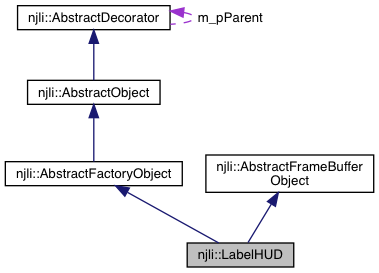 njli::AbstractDecorator
m_pParent
njli::AbstractObject
njli::AbstractFactoryObject
njli::AbstractFrameBuffer
Object
njli::LabelHUD